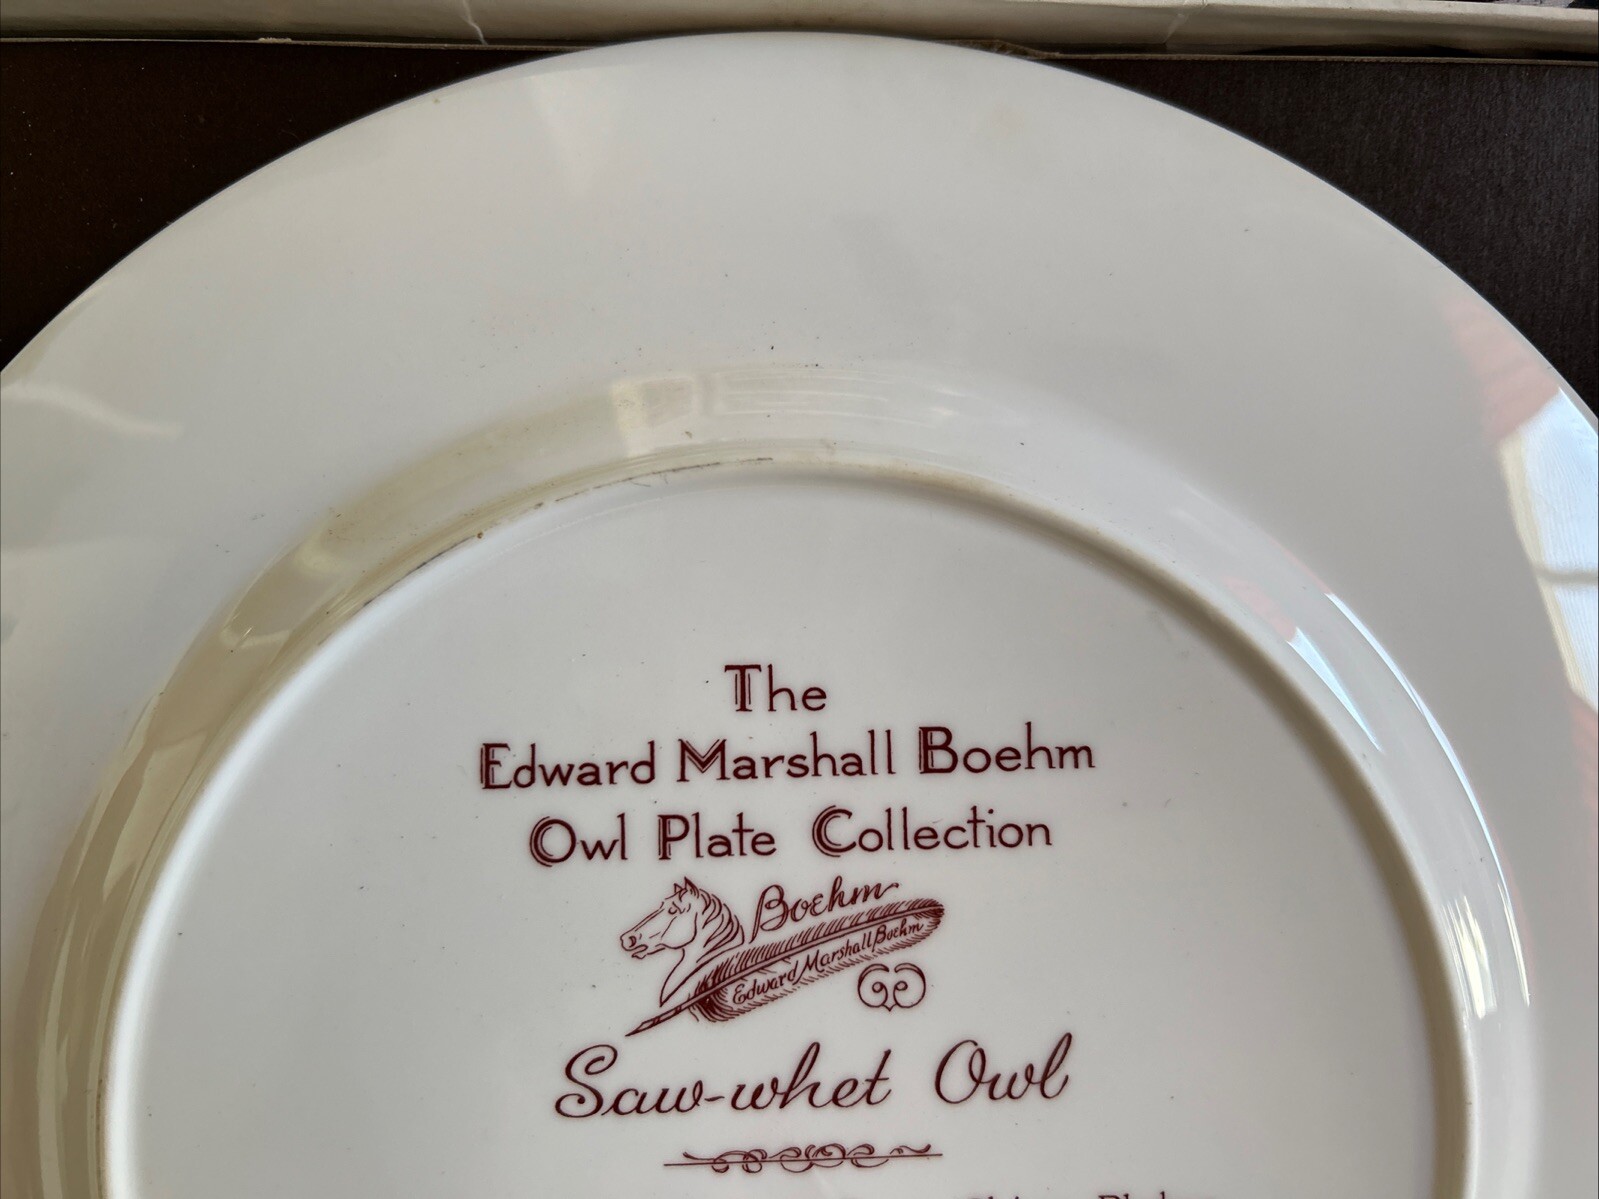 The
Edward Marshall Boehm
Owl Plate Collection
Boehm
Edward Marshall Boehm
Saw-whet Owl